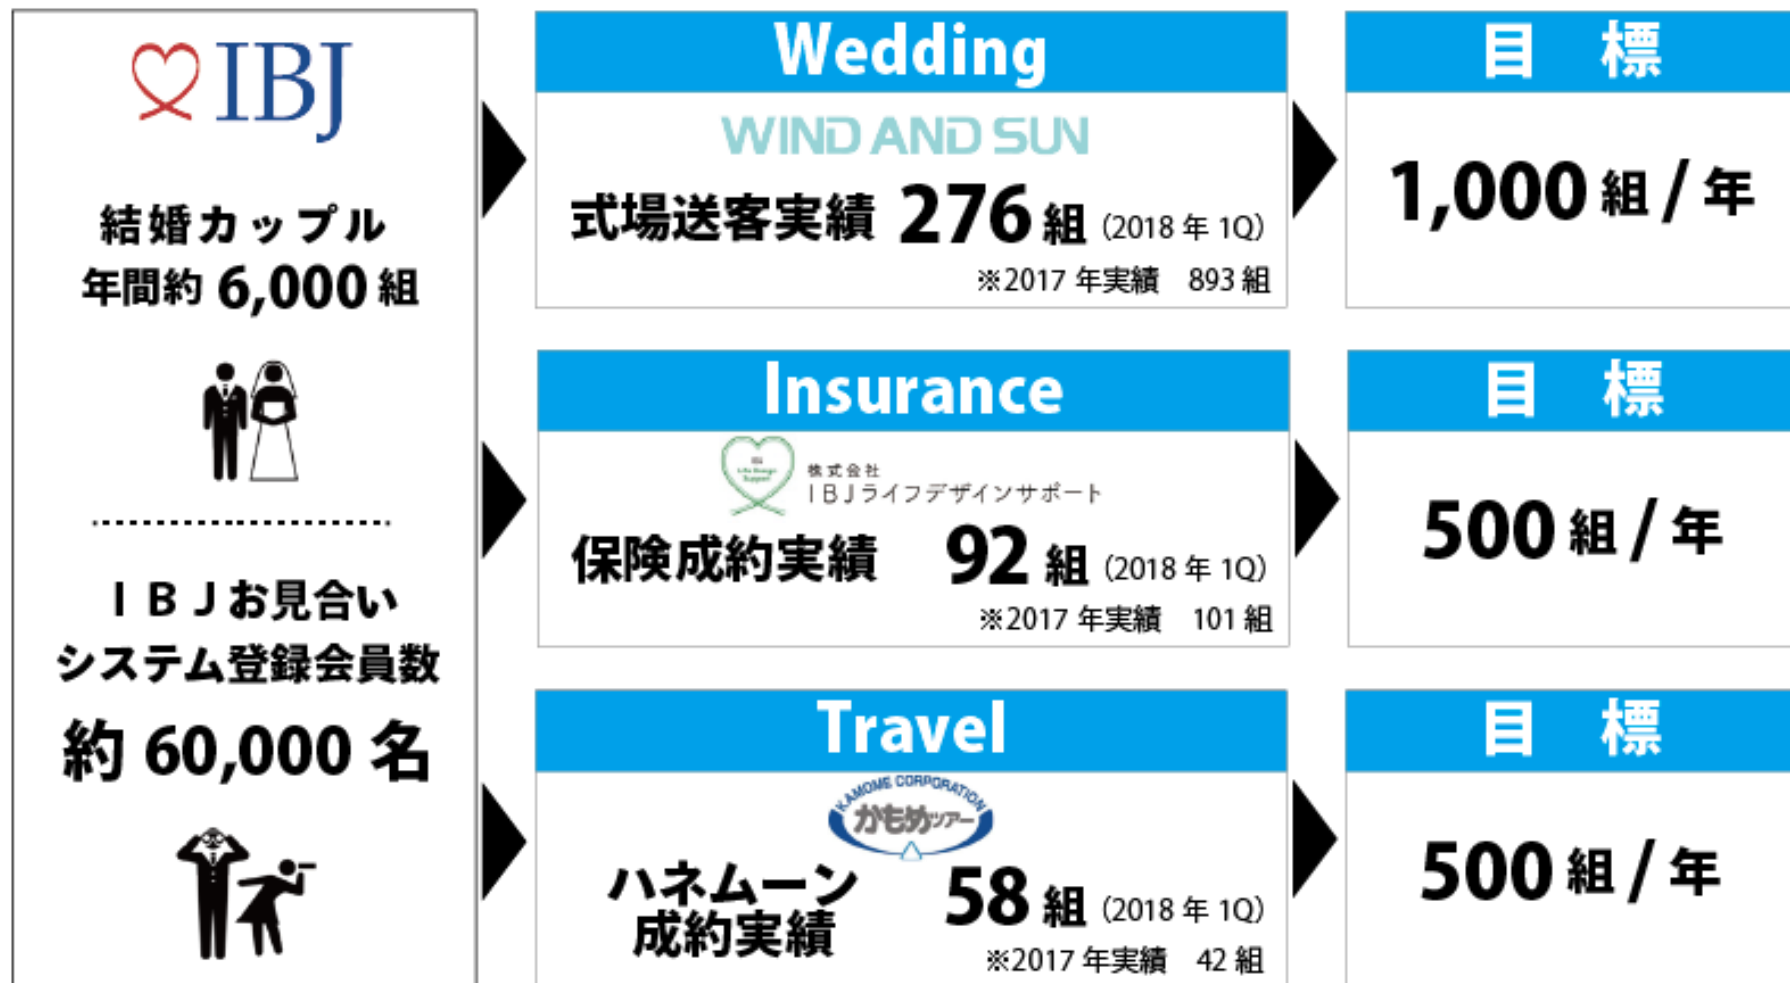 IBJ
結婚カップル
年間約 6,000 組
IBJお見合い
システム登録会員数
約 60,000 名
Wedding
WIND AND SUN
式場送客実績 276 組 (2018 年 1Q)
※2017 年実績 893 組
目 標
1,000 組 / 年
Insurance
株式会社
IBJライフデザインサポート
保険成約実績 92 組 (2018 年 1Q)
※2017 年実績 101 組
目 標
500 組 / 年
Travel
KAMOME CORPORATION
かもめツアー
ハネムーン
成約実績 58 組 (2018 年 1Q)
※2017 年実績 42 組
目 標
500 組 / 年